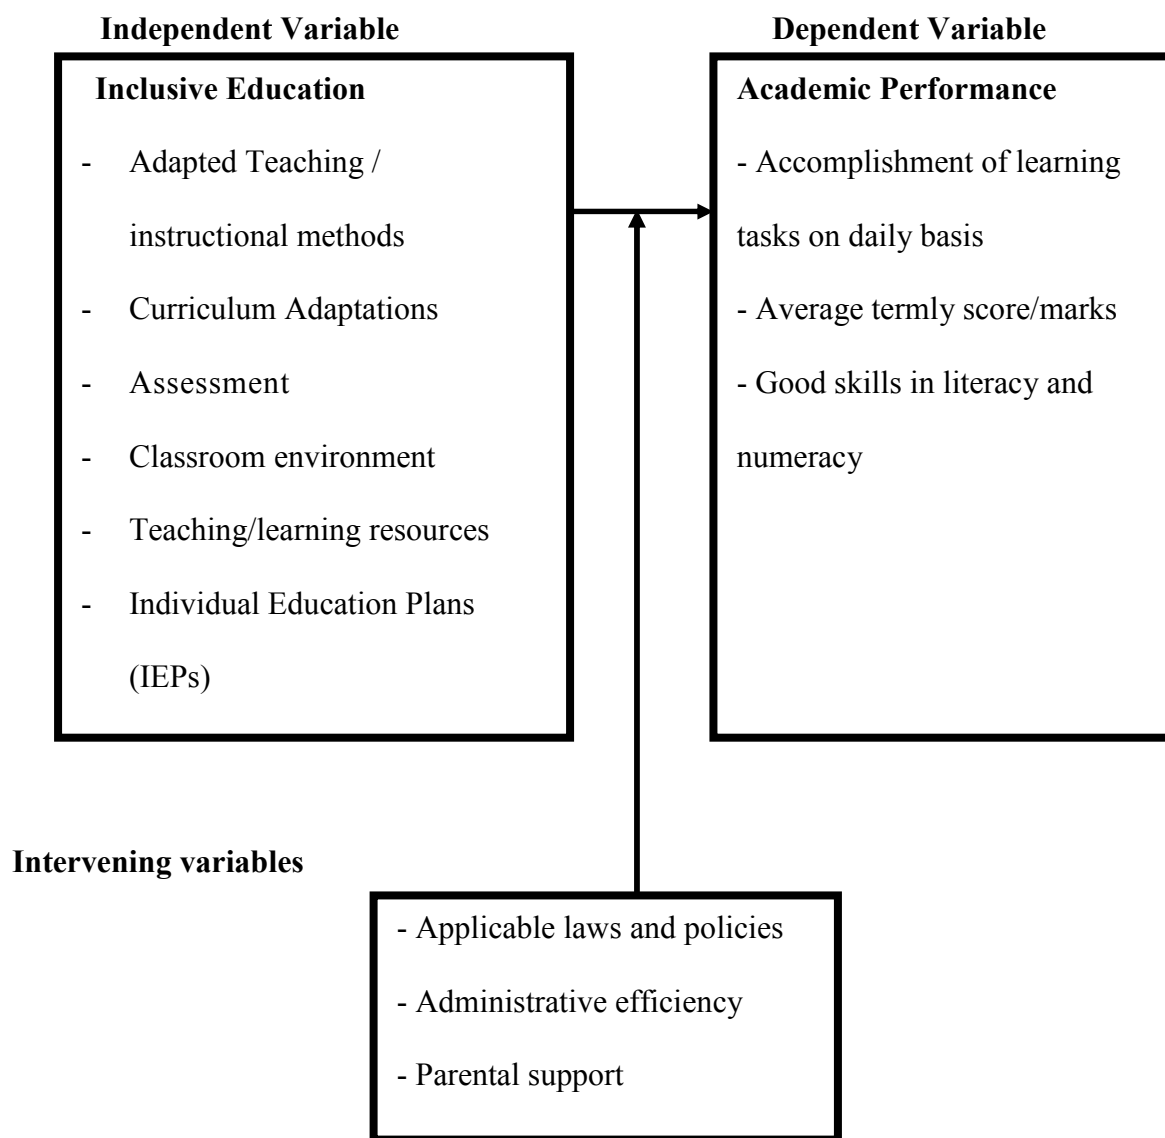 Independent Variable
Inclusive Education
- Adapted Teaching /
instructional methods
- Curriculum Adaptations
- Assessment
- Classroom environment
- Teaching/learning resources
- Individual Education Plans
(IEPs)
Dependent Variable
Academic Performance
- Accomplishment of learning
tasks on daily basis
- Average termly score/marks
- Good skills in literacy and
numeracy
Intervening variables
- Applicable laws and policies
- Administrative efficiency
- Parental support